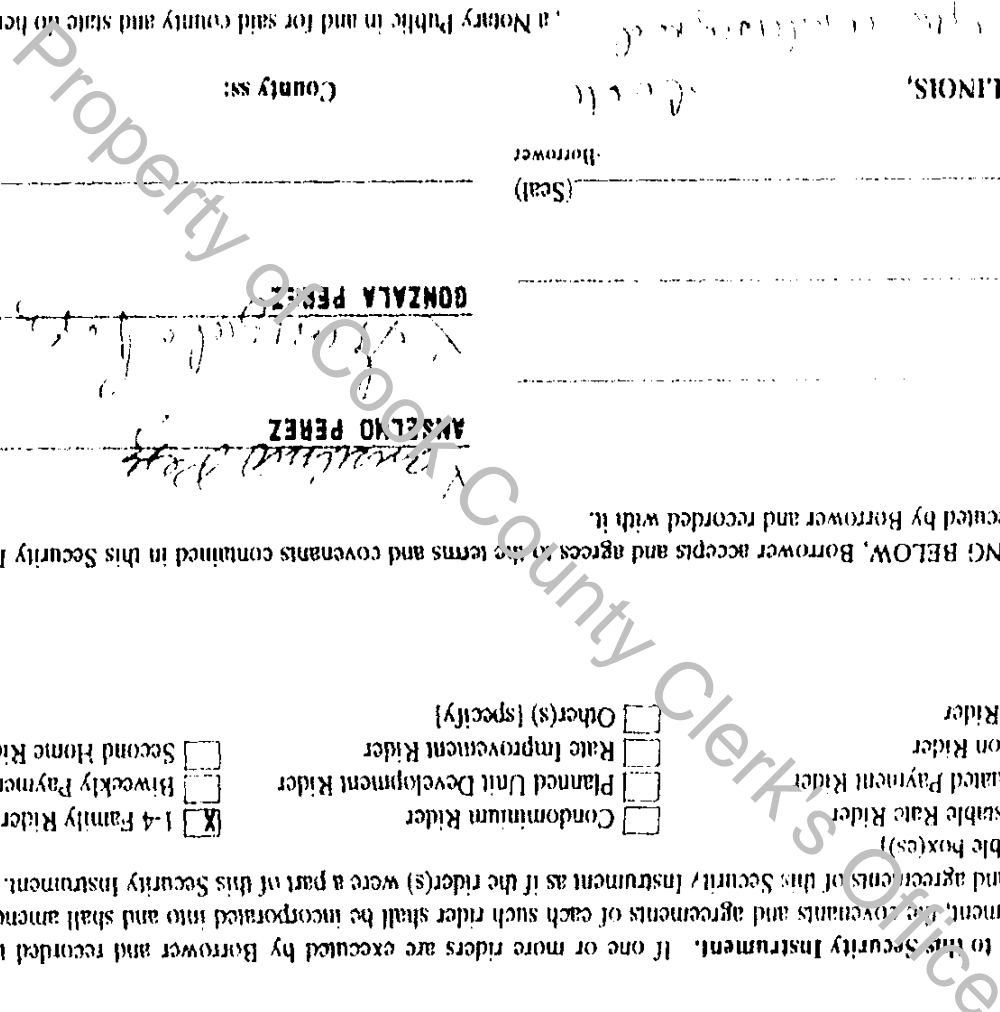 to this Security Instrument. If one or more riders are executed by Borrower and recorded t
ment, the covenants and agreements of each such rider shall be incorporated into and shall amend
and agreements of this Security Instrument as if the rider(s) were a part of this Security Instrument.
ble box(es)]
stable Rate Rider Condominium Rider X 1-4 Family Rider
uated Payment Rider Planned Unit Development Rider Biweekly Paymen
on Rider Rate Improvement Rider Second Home Ri
Rider Other(s) [specify]
NG BELOW, Borrower accepts and agrees to the terms and covenants contained in this Security I
cuted by Borrower and recorded with it.
ANSELMO PEREZ
GONZALA PEREZ
(Seal)
-Borrower
LINOIS, Cook County ss:
the undersigned , a Notary Public in and for said county and state do her
Property of Cook County Clerk's Office